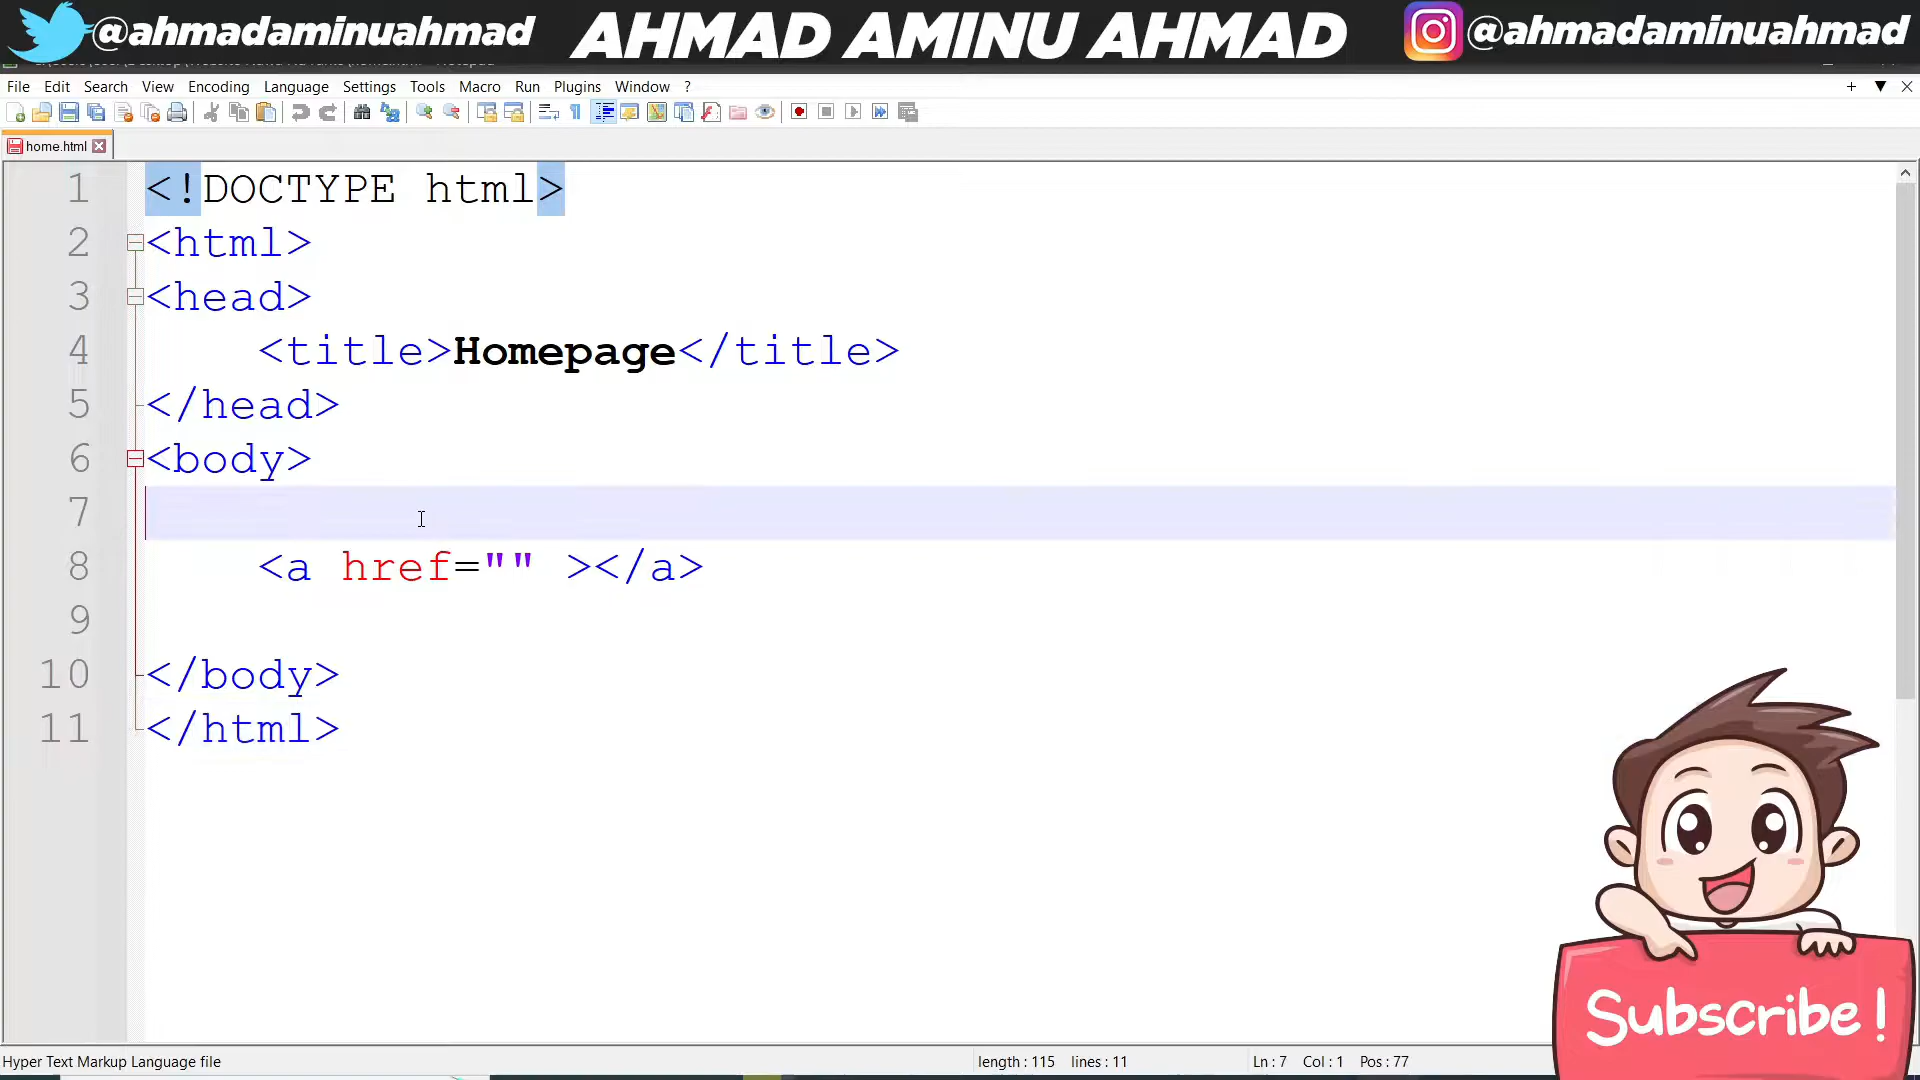 @ahmadaminuahmad AHMAD AMINU AHMAD @ahmadaminuahmad
File Edit Search View Encoding Language Settings Tools Macro Run Plugins Window ? + ▼ X
home.html
1 <!DOCTYPE html>
2 <html>
3 <head>
4 <title>Homepage</title>
5 </head>
6 <body>
7
8 <a href="" ></a>
9
10 </body>
11 </html>
Subscribe!
Hyper Text Markup Language file length : 115 lines : 11 Ln : 7 Col : 1 Pos : 77